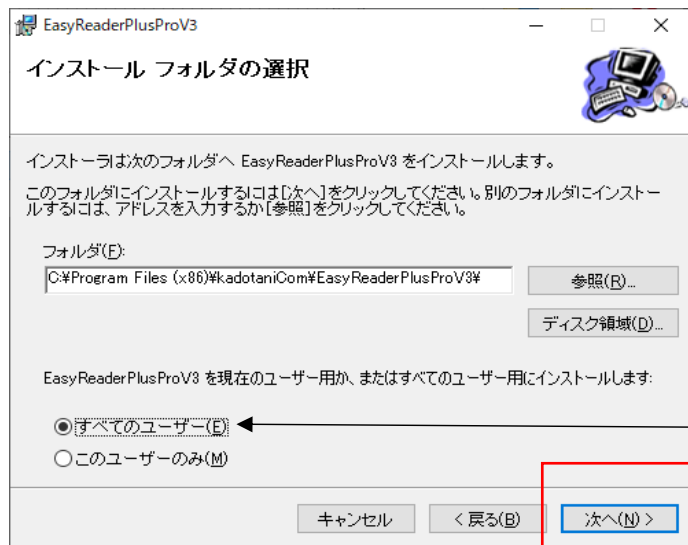 EasyReaderPlusProV3
インストール フォルダの選択
インストーラは次のフォルダへ EasyReaderPlusProV3 をインストールします。
このフォルダにインストールするには[次へ]をクリックしてください。別のフォルダにインストー
ルするには、アドレスを入力するか[参照]をクリックしてください。
フォルダ(F):
C:¥Program Files (x86)¥kadotaniCom¥EasyReaderPlusProV3¥
参照(R)...
ディスク領域(D)...
EasyReaderPlusProV3 を現在のユーザー用か、またはすべてのユーザー用にインストールします:
すべてのユーザー(E)
このユーザーのみ(M)
キャンセル
< 戻る(B)
次へ(N) >